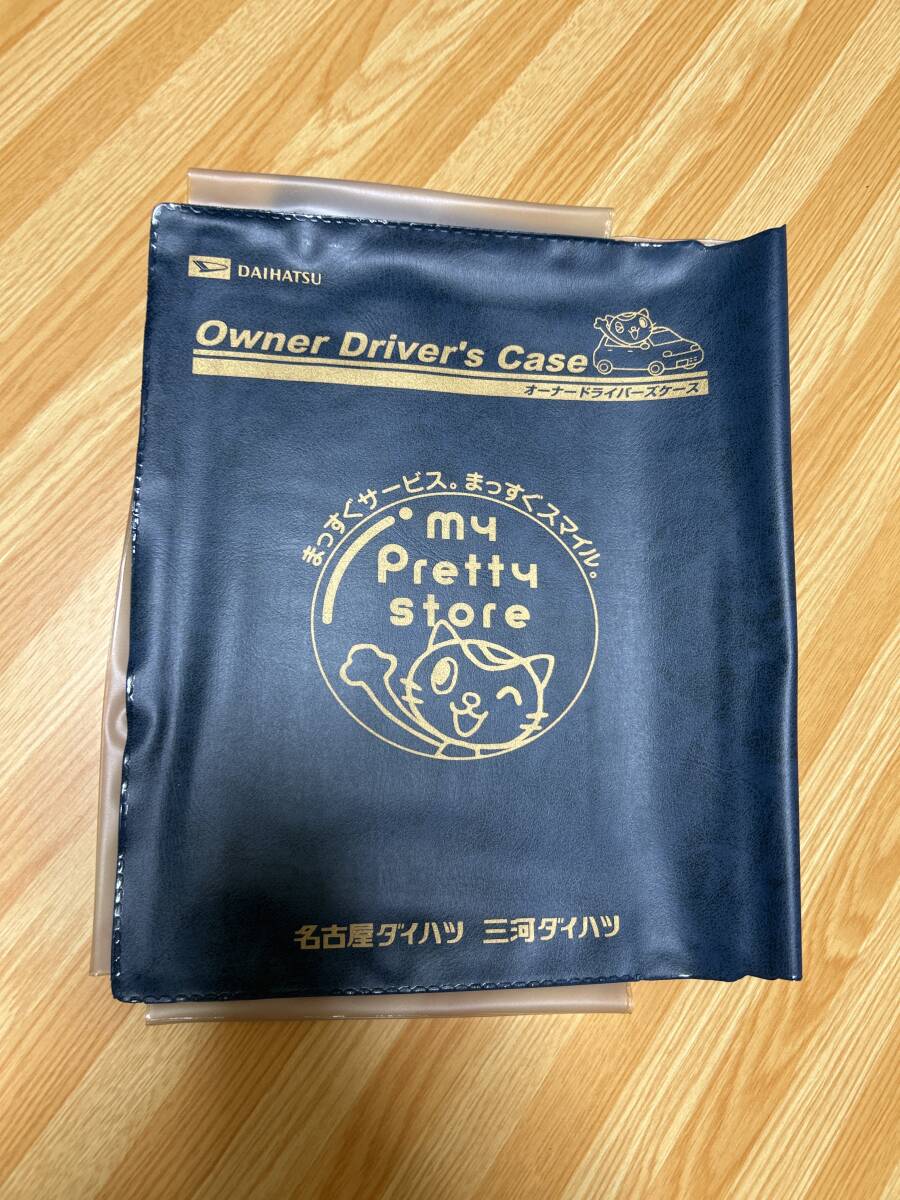 DAIHATSU
Owner Driver's Case
オーナードライバーズケース
まっすぐサービス。まっすぐスマイル。
my
Pretty
store
名古屋ダイハツ 三河ダイハツ